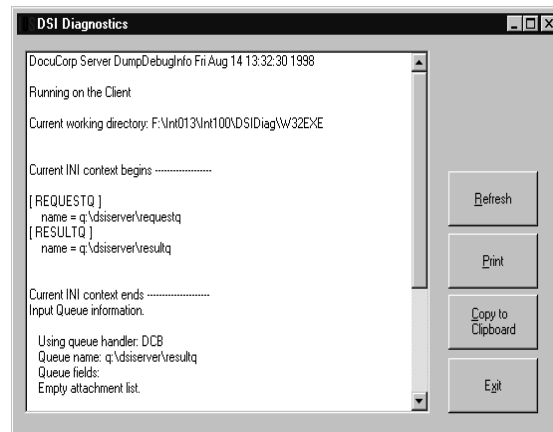 DSI Diagnostics
DocuCorp Server DumpDebugInfo Fri Aug 14 13:32:30 1998
Running on the Client
Current working directory: F:\Int013\Int100\DSIDiag\W32EXE
Current INI context begins ------------------
[ REQUESTQ ]
name = q:\dsiserver\requestq
[ RESULTQ ]
name = q:\dsiserver\resultq
Current INI context ends --------------------
Input Queue information.
Using queue handler: DCB
Queue name: q:\dsiserver\resultq
Queue fields:
Empty attachment list.
Refresh
Print
Copy to
Clipboard
Exit